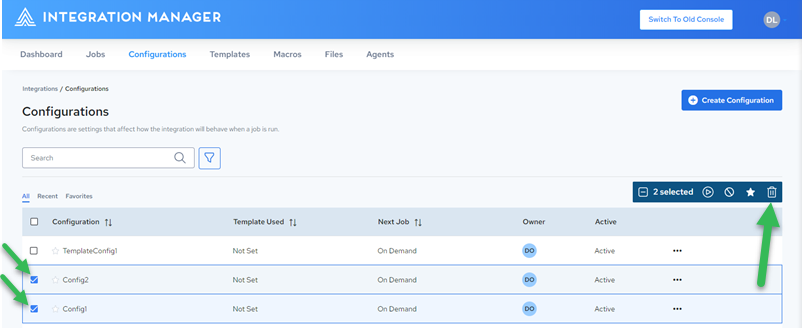 INTEGRATION MANAGER
Switch To Old Console
DL
Dashboard Jobs Configurations Templates Macros Files Agents
Integrations / Configurations
Configurations
Create Configuration
Configurations are settings that affect how the integration will behave when a job is run.
Search
All Recent Favorites
2 selected
Configuration Template Used Next Job Owner Active
TemplateConfig1 Not Set On Demand DO Active
Config2 Not Set On Demand DO Active
Config1 Not Set On Demand DO Active